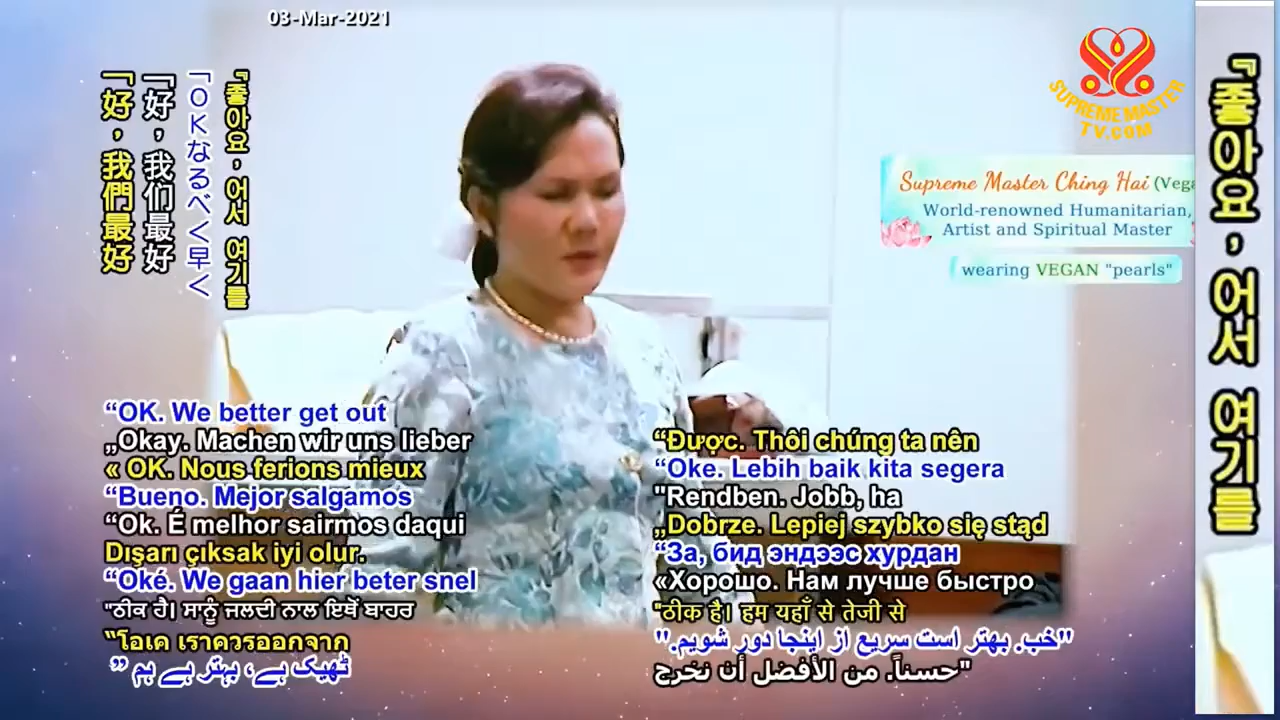 03-Mar-2021
SUPREME MASTER
TV.COM
Supreme Master Ching Hai (Vega
World-renowned Humanitarian,
Artist and Spiritual Master
wearing VEGAN "pearls"
『좋아요, 어서 여기를
「OKなるべく早く
「好，我们最好
「好，我們最好
『좋아요, 어서 여기를
“OK. We better get out
„Okay. Machen wir uns lieber
« OK. Nous ferions mieux
“Bueno. Mejor salgamos
“Ok. É melhor sairmos daqui
Dışarı çıksak iyi olur.
“Oké. We gaan hier beter snel
"ਠੀਕ ਹੈ। ਸਾਨੂੰ ਜਲਦੀ ਨਾਲ ਇਥੋਂ ਬਾਹਰ
“โอเค เราควรออกจาก
ٹھیک ہے، بہتر ہے ہم ”
“Được. Thôi chúng ta nên
“Oke. Lebih baik kita segera
"Rendben. Jobb, ha
„Dobrze. Lepiej szybko się stąd
“За, бид эндээс хурдан
«Хорошо. Нам лучше быстро
"ठीक है। हम यहाँ से तेजी से
"خب. بهتر است سریع از اینجا دور شویم."
"حسناً. من الأفضل أن نخرج